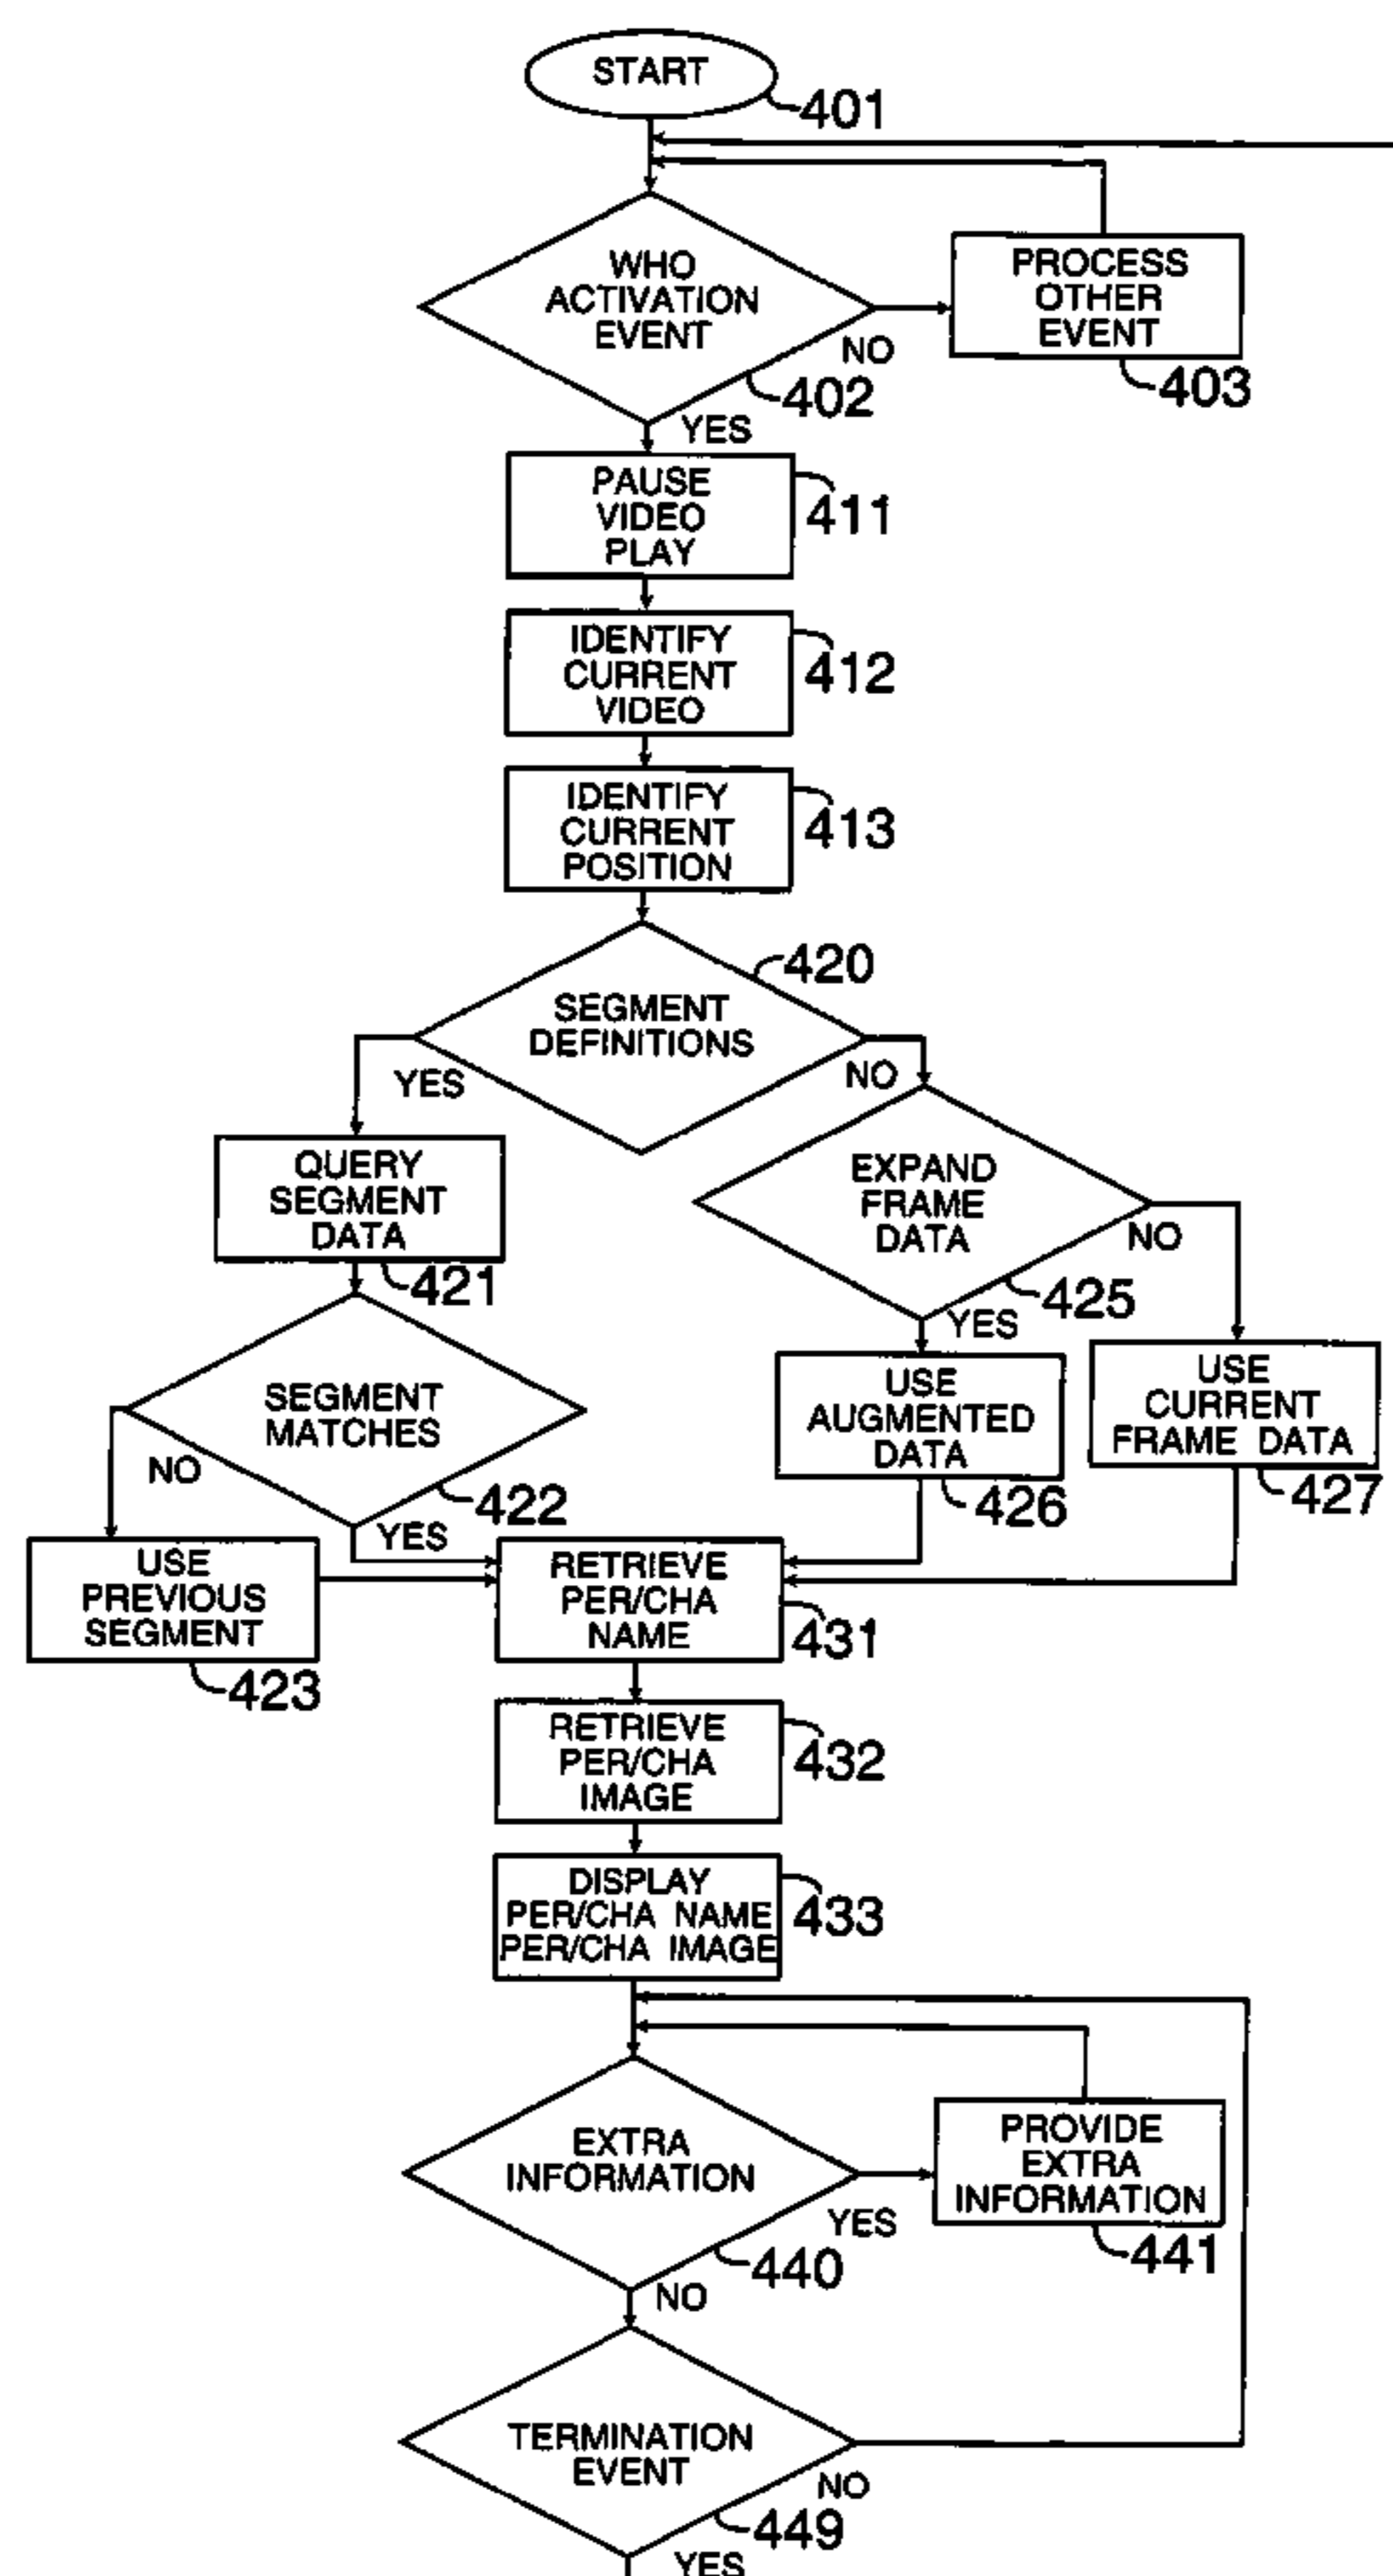 START
401
WHO
ACTIVATION
EVENT
NO
402
YES
PROCESS
OTHER
EVENT
403
PAUSE
VIDEO
PLAY
411
IDENTIFY
CURRENT
VIDEO
412
IDENTIFY
CURRENT
POSITION
413
SEGMENT
DEFINITIONS
420
YES
NO
QUERY
SEGMENT
DATA
421
EXPAND
FRAME
DATA
NO
425
YES
SEGMENT
MATCHES
NO
422
YES
USE
AUGMENTED
DATA
426
USE
CURRENT
FRAME DATA
427
USE
PREVIOUS
SEGMENT
423
RETRIEVE
PER/CHA
NAME
431
RETRIEVE
PER/CHA
IMAGE
432
DISPLAY
PER/CHA NAME
PER/CHA IMAGE
433
EXTRA
INFORMATION
YES
440
NO
PROVIDE
EXTRA
INFORMATION
441
TERMINATION
EVENT
NO
449
YES